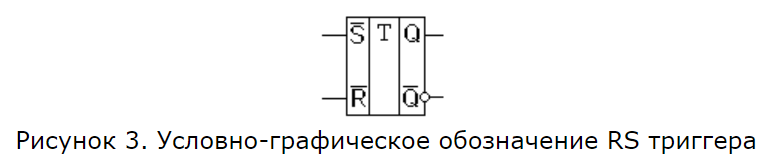 S̅ T Q
R̅ Q̅
Рисунок 3. Условно-графическое обозначение RS триггера